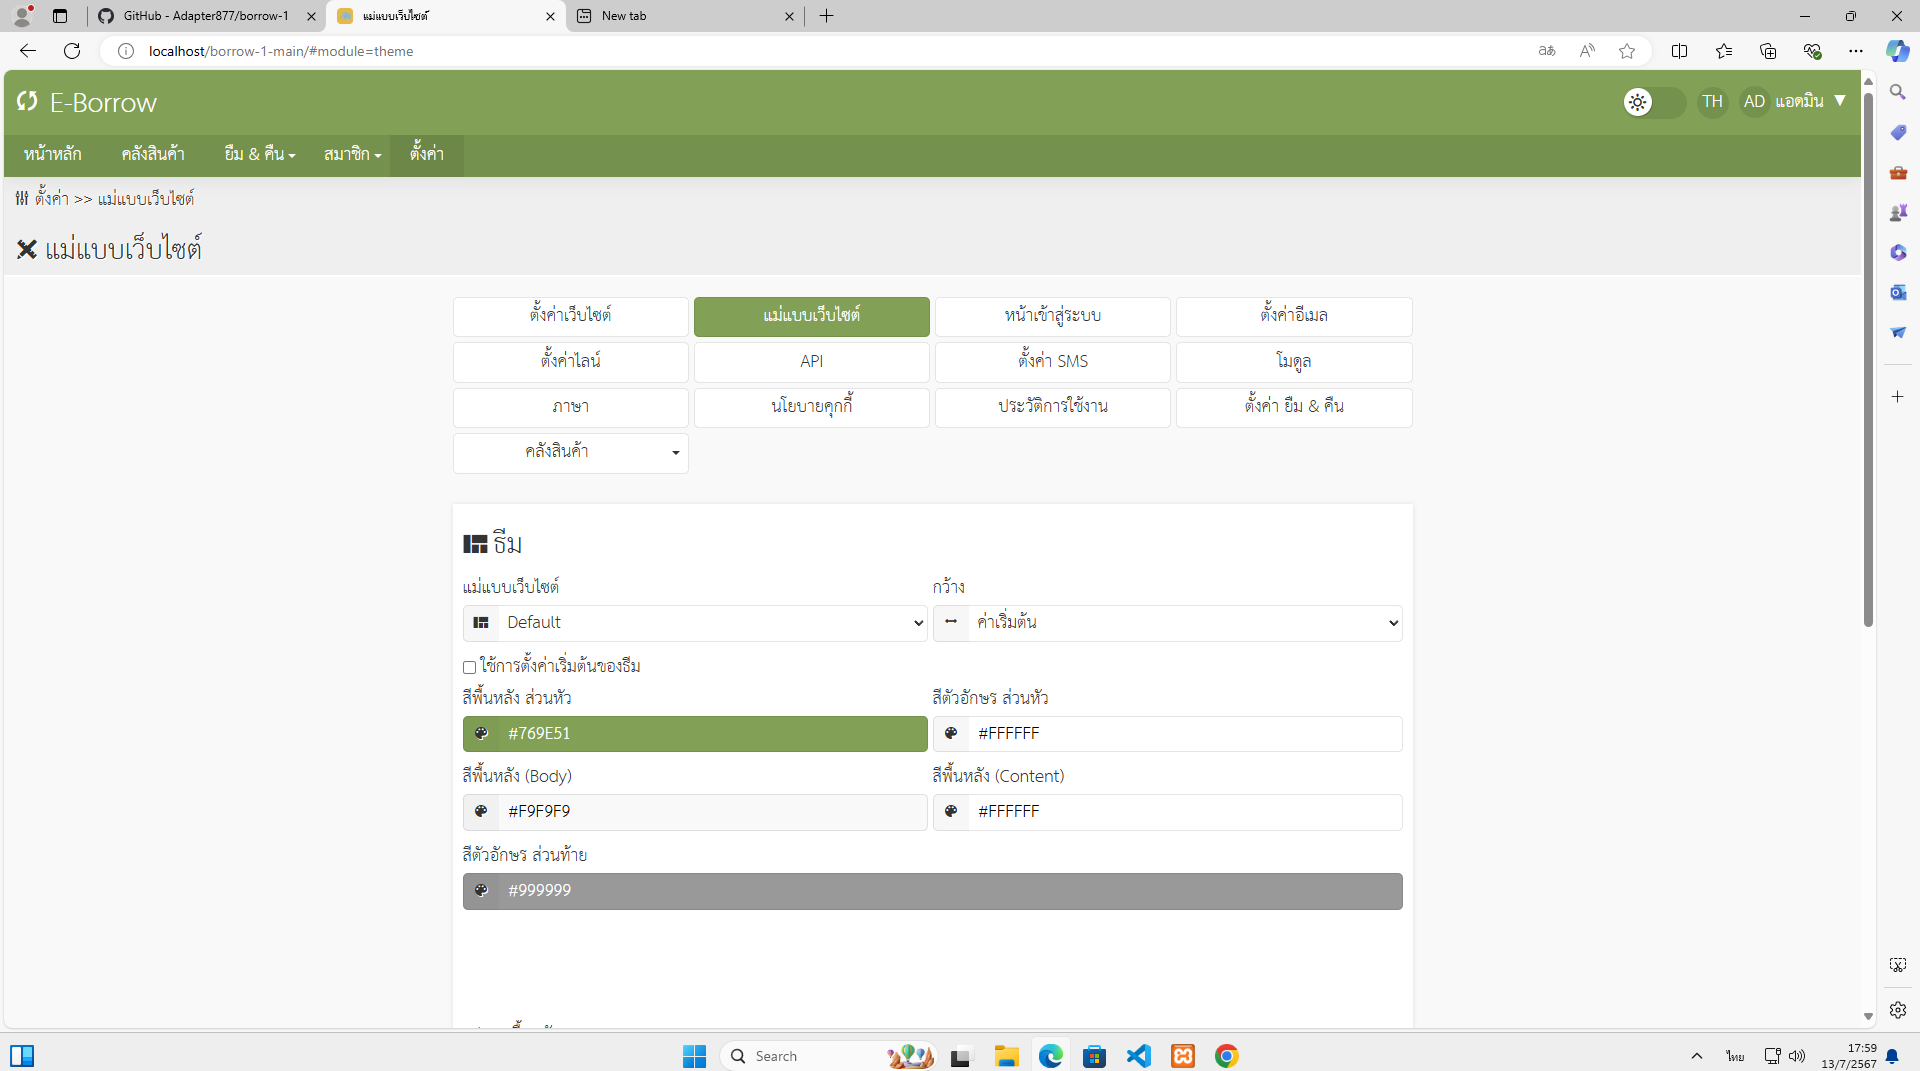 GitHub - Adapter877/borrow-1
แม่แบบเว็บไซต์
New tab
localhost/borrow-1-main/#module=theme
E-Borrow
TH
AD แอดมิน ▼
หน้าหลัก
คลังสินค้า
ยืม & คืน
สมาชิก
ตั้งค่า
ตั้งค่า >> แม่แบบเว็บไซต์
แม่แบบเว็บไซต์
ตั้งค่าเว็บไซต์
แม่แบบเว็บไซต์
หน้าเข้าสู่ระบบ
ตั้งค่าอีเมล
ตั้งค่าไลน์
API
ตั้งค่า SMS
โมดูล
ภาษา
นโยบายคุกกี้
ประวัติการใช้งาน
ตั้งค่า ยืม & คืน
คลังสินค้า
ธีม
แม่แบบเว็บไซต์
กว้าง
Default
ค่าเริ่มต้น
ใช้การตั้งค่าเริ่มต้นของธีม
สีพื้นหลัง ส่วนหัว
สีตัวอักษร ส่วนหัว
#769E51
#FFFFFF
สีพื้นหลัง (Body)
สีพื้นหลัง (Content)
#F9F9F9
#FFFFFF
สีตัวอักษร ส่วนท้าย
#999999
Search
ไทย
17:59
13/7/2567